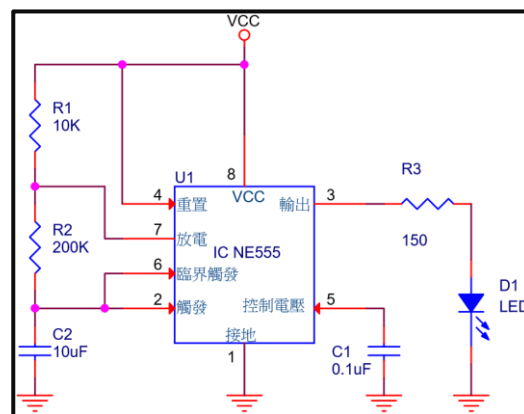 VCC
R1
10K
U1
8
VCC
4
重置
輸出
3
R3
150
7
放電
IC NE555
R2
200K
6
臨界觸發
2
觸發
控制電壓
5
D1
LED
接地
1
C2
10uF
C1
0.1uF